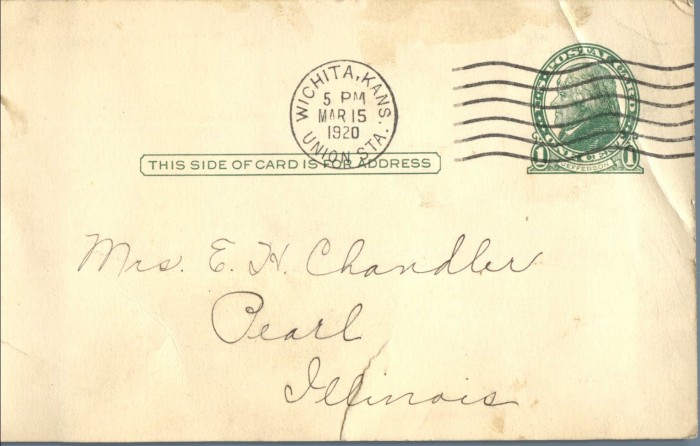 WICHITA, KANS.
5 PM
MAR 15
1920
UNION STA.
U.S. POSTAL CARD
1 1
JEFFERSON
THIS SIDE OF CARD IS FOR ADDRESS
Mrs. E. H. Chandler
Pearl
Illinois